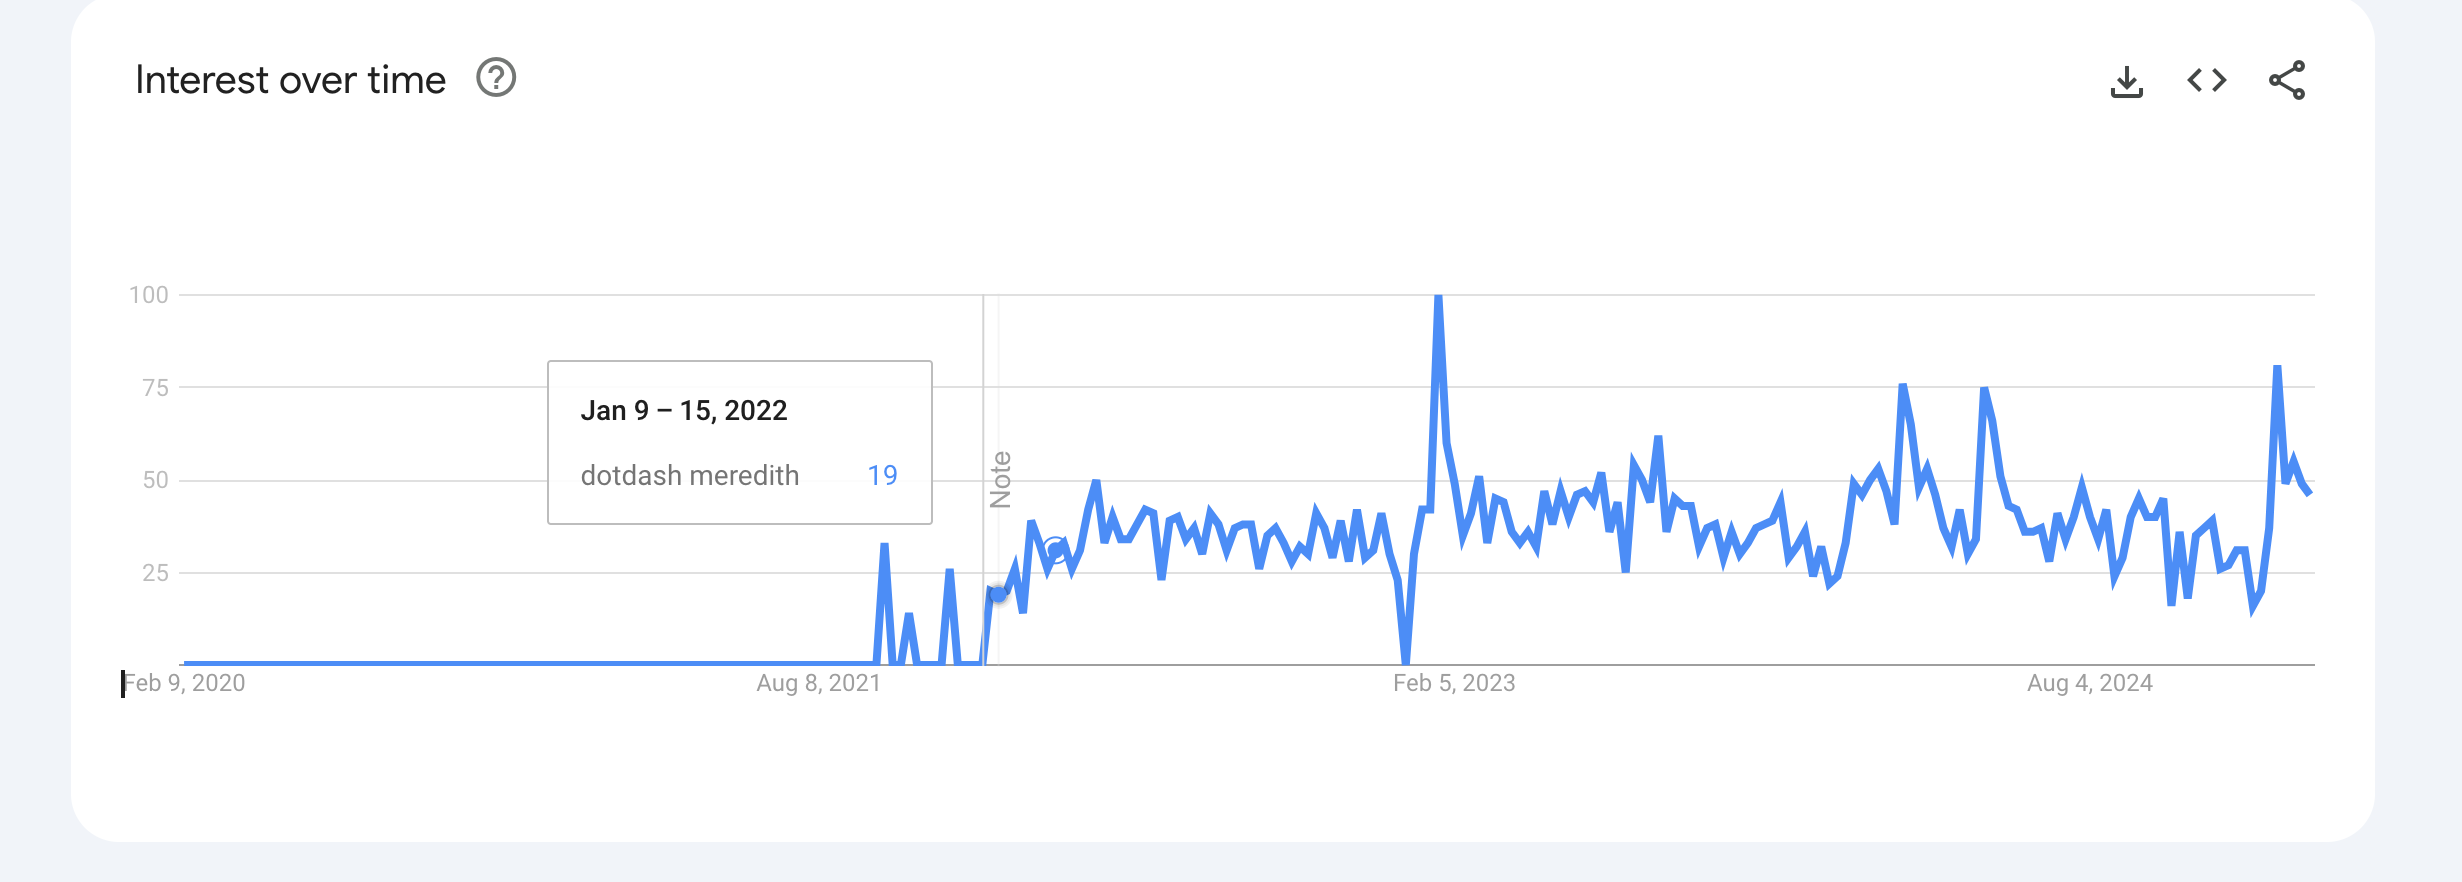 Interest over time
100
75
50
25
Jan 9 – 15, 2022
dotdash meredith 19
Note
Feb 9, 2020
Aug 8, 2021
Feb 5, 2023
Aug 4, 2024